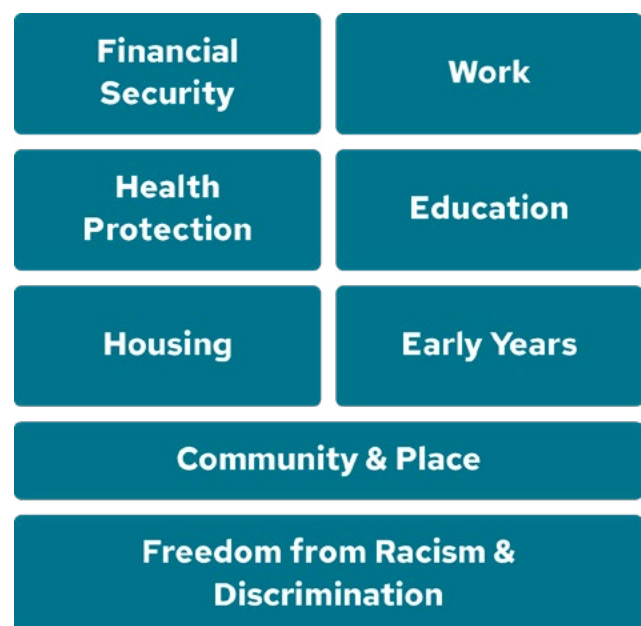 Financial
Security
Work
Health
Protection
Education
Housing
Early Years
Community & Place
Freedom from Racism &
Discrimination